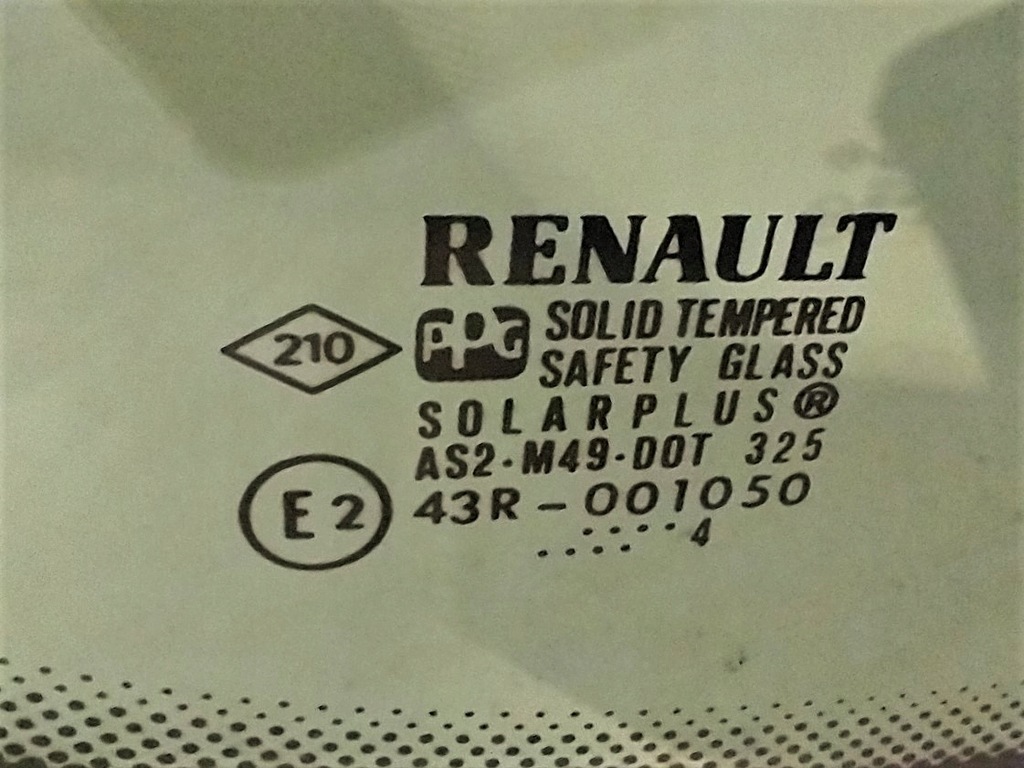 RENAULT
210
PPG
SOLID TEMPERED
SAFETY GLASS
SOLARPLUS®
AS2-M49-DOT 325
E2
43R-001050
........4